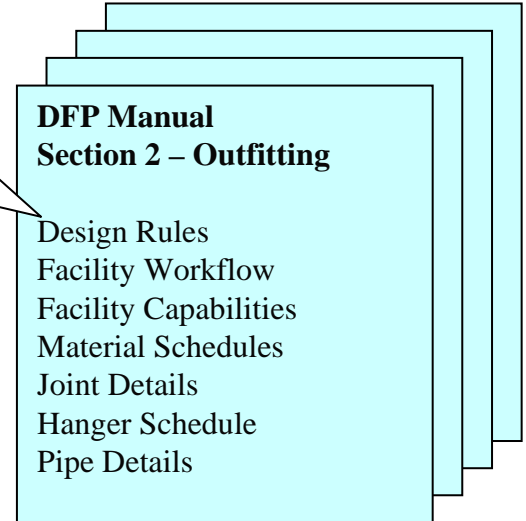 DFP Manual
Section 2 – Outfitting
Design Rules
Facility Workflow
Facility Capabilities
Material Schedules
Joint Details
Hanger Schedule
Pipe Details